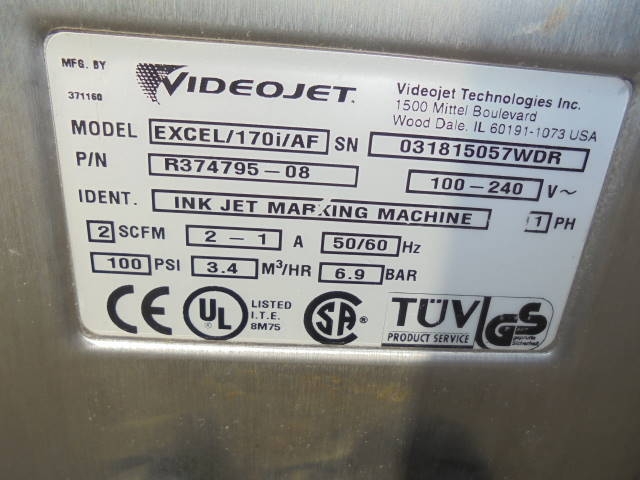 MFG. BY
371160
VIDEOJET
Videojet Technologies Inc.
1500 Mittel Boulevard
Wood Dale, IL 60191-1073 USA
MODEL EXCEL/170i/AF SN 031815057WDR
P/N R374795-08 100-240 V~
IDENT. INK JET MARKING MACHINE 1 PH
2 SCFM 2-1 A 50/60 Hz
100 PSI 3.4 M³/HR 6.9 BAR
CE UL LISTED
I.T.E.
8M75
SA
TÜV
PRODUCT SERVICE
GS
geprüfte
Sicherheit